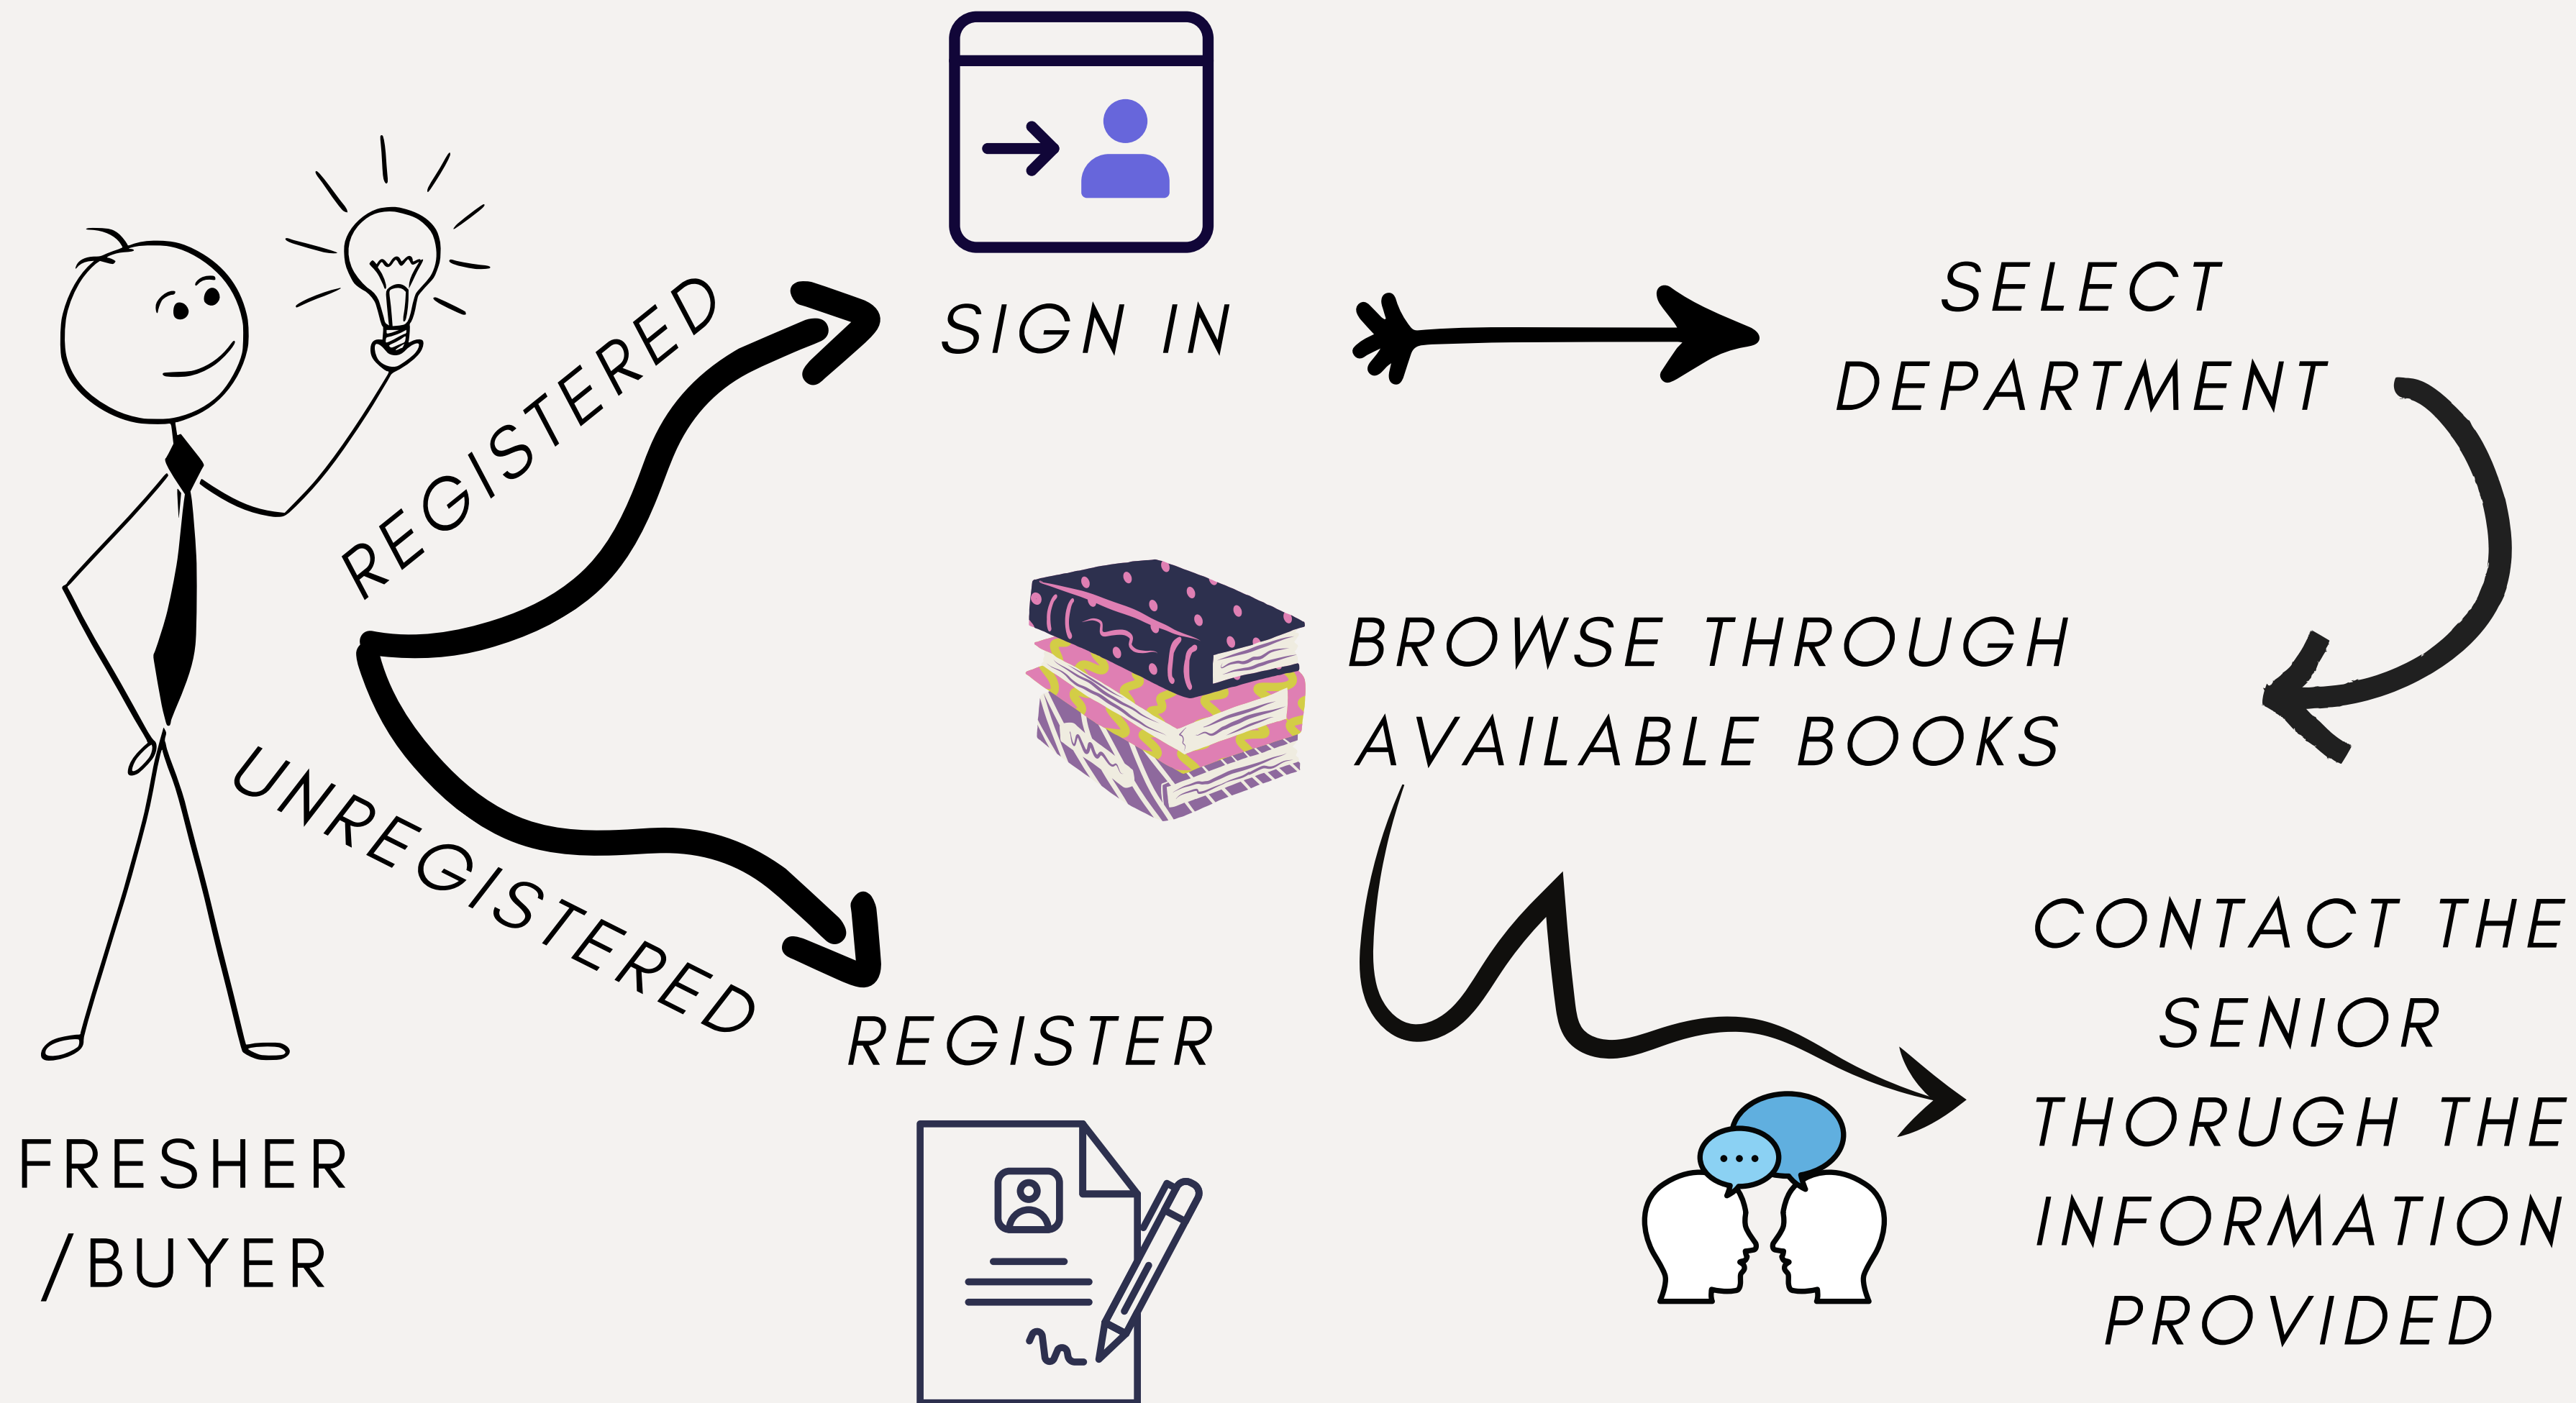 REGISTERED
SIGN IN
SELECT
DEPARTMENT
BROWSE THROUGH
AVAILABLE BOOKS
UNREGISTERED
REGISTER
FRESHER
/BUYER
CONTACT THE
SENIOR
THORUGH THE
INFORMATION
PROVIDED